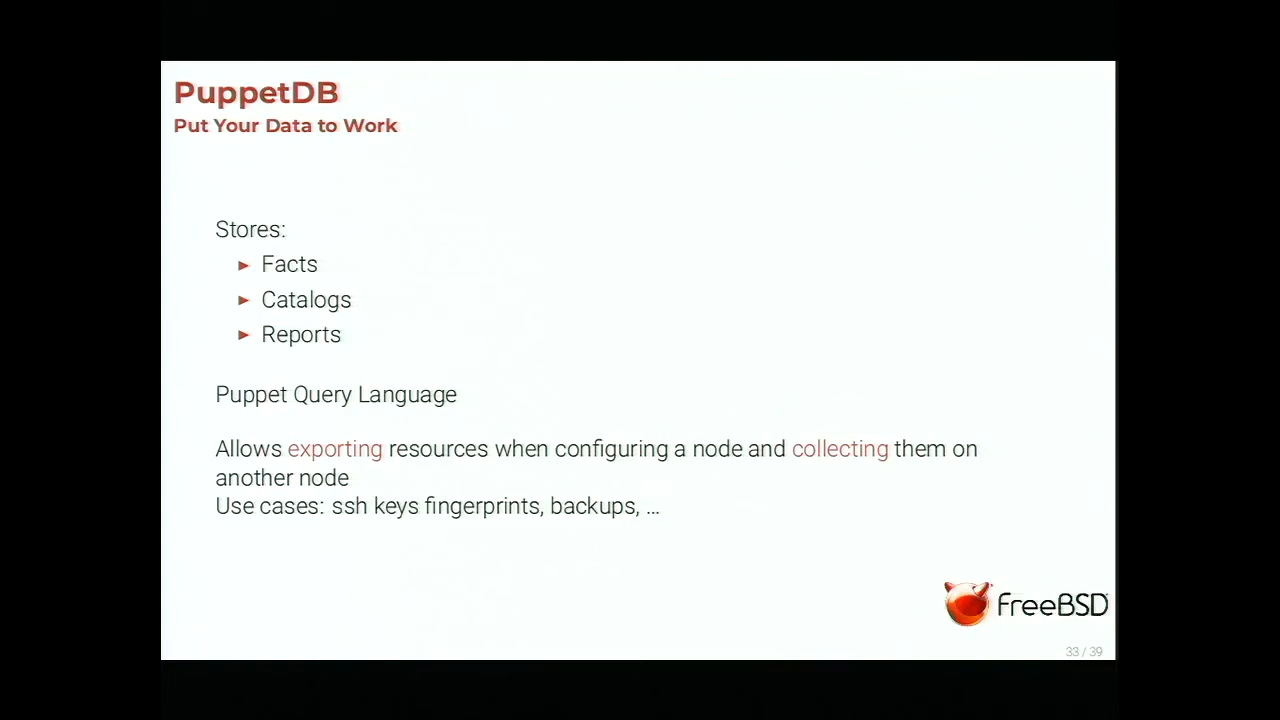 PuppetDB
Put Your Data to Work
Stores:
► Facts
► Catalogs
► Reports
Puppet Query Language
Allows exporting resources when configuring a node and collecting them on
another node
Use cases: ssh keys fingerprints, backups, ...
FreeBSD
33 / 39